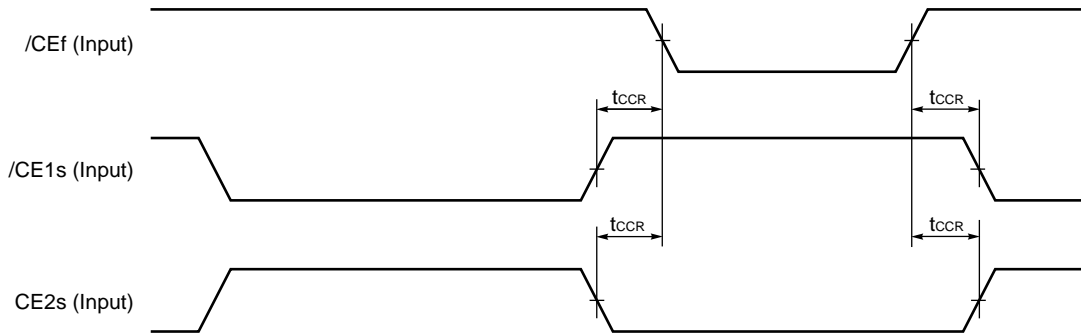 /CEf (Input)
tCCR
tCCR
/CE1s (Input)
tCCR
tCCR
CE2s (Input)